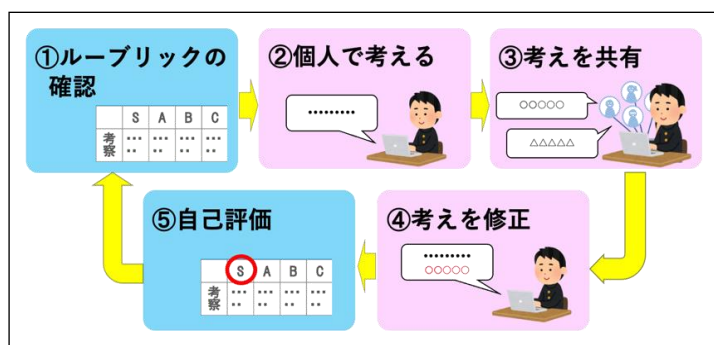 ①ルーブリックの
確認
S A B C
考察 ••• ••• ••• •••
•• •• •• ••
②個人で考える
•••••••••
③考えを共有
○○○○○
△△△△△
④考えを修正
•••••••••
○○○○○
⑤自己評価
S A B C
考察 ••• ••• ••• •••
•• •• •• ••